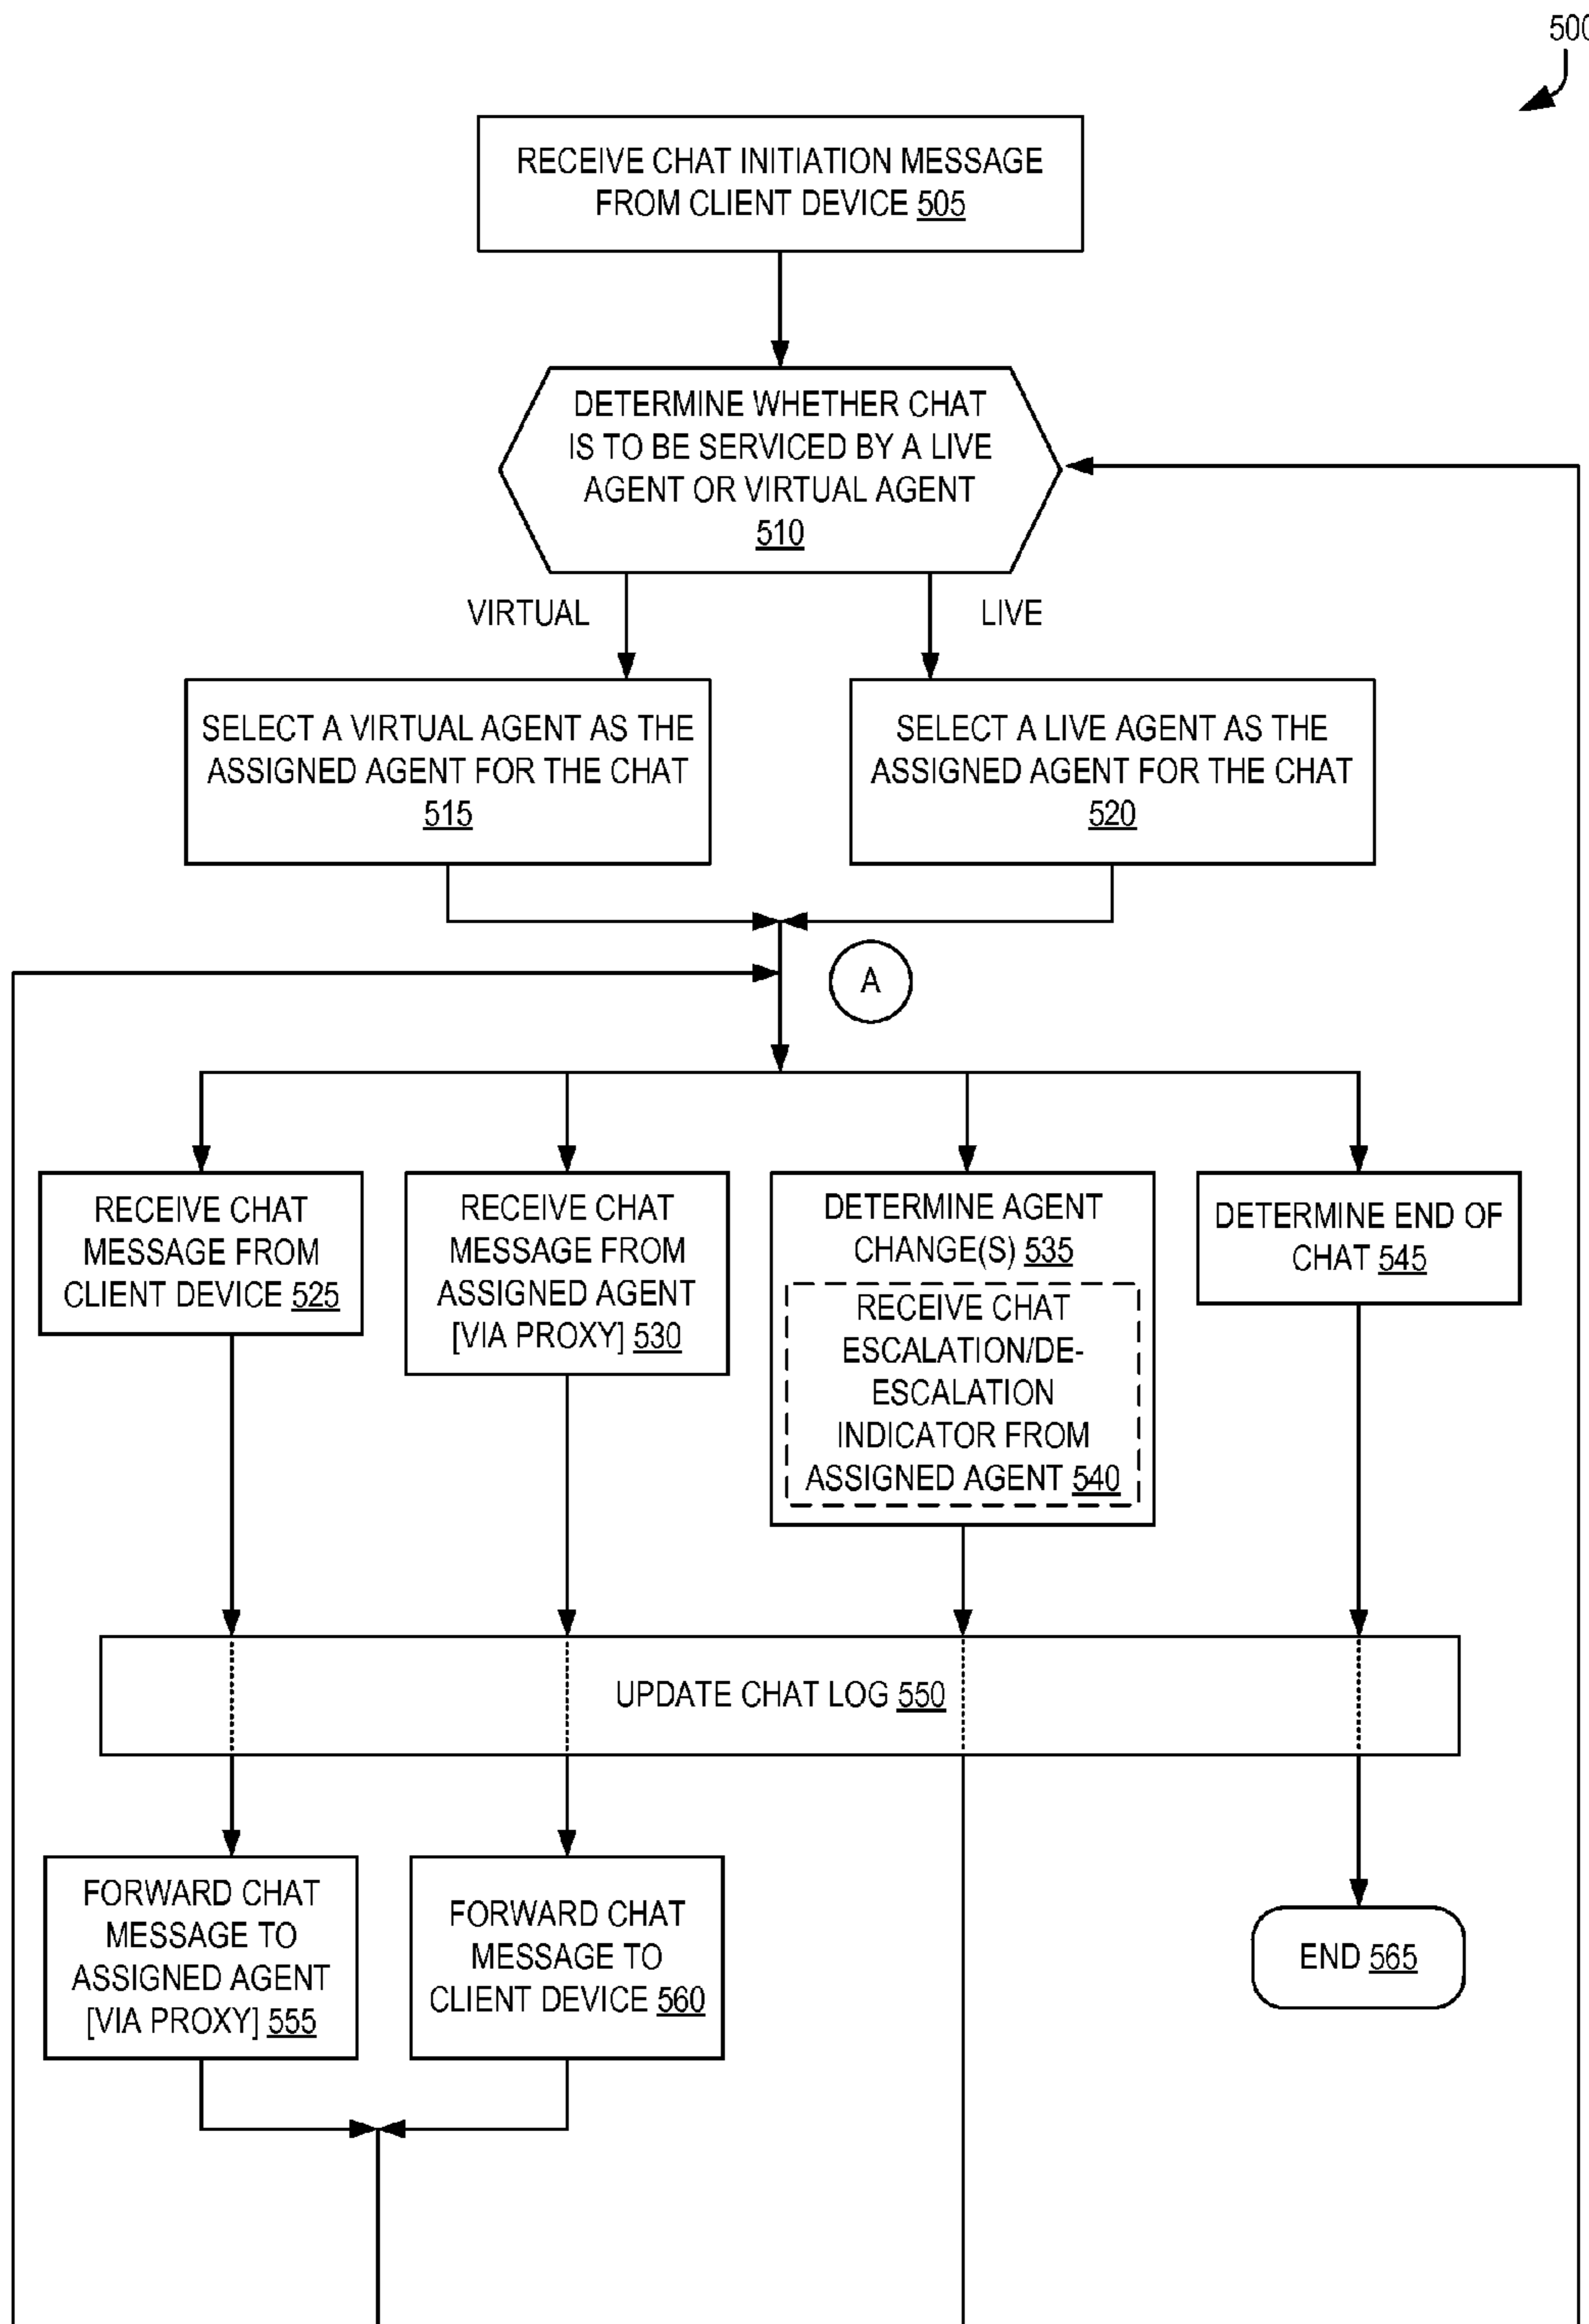 500
RECEIVE CHAT INITIATION MESSAGE
FROM CLIENT DEVICE 505
DETERMINE WHETHER CHAT
IS TO BE SERVICED BY A LIVE
AGENT OR VIRTUAL AGENT
510
VIRTUAL
LIVE
SELECT A VIRTUAL AGENT AS THE
ASSIGNED AGENT FOR THE CHAT
515
SELECT A LIVE AGENT AS THE
ASSIGNED AGENT FOR THE CHAT
520
A
RECEIVE CHAT
MESSAGE FROM
CLIENT DEVICE 525
RECEIVE CHAT
MESSAGE FROM
ASSIGNED AGENT
[VIA PROXY] 530
DETERMINE AGENT
CHANGE(S) 535
RECEIVE CHAT
ESCALATION/DE-
ESCALATION
INDICATOR FROM
ASSIGNED AGENT 540
DETERMINE END OF
CHAT 545
UPDATE CHAT LOG 550
FORWARD CHAT
MESSAGE TO
ASSIGNED AGENT
[VIA PROXY] 555
FORWARD CHAT
MESSAGE TO
CLIENT DEVICE 560
END 565